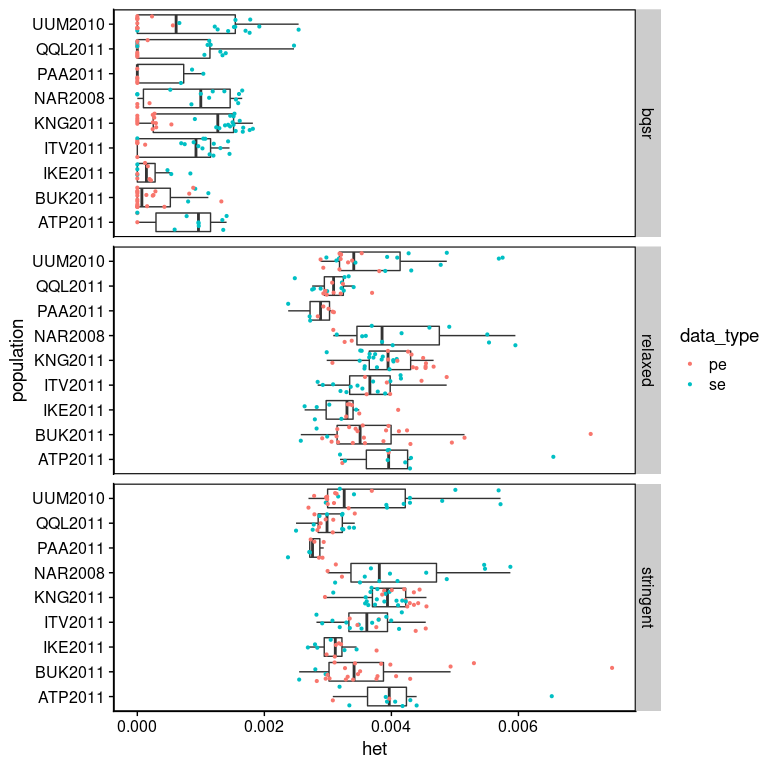 UUM2010
QQL2011
PAA2011
NAR2008
KNG2011
ITV2011
IKE2011
BUK2011
ATP2011
bqsr
UUM2010
QQL2011
PAA2011
NAR2008
KNG2011
ITV2011
IKE2011
BUK2011
ATP2011
relaxed
UUM2010
QQL2011
PAA2011
NAR2008
KNG2011
ITV2011
IKE2011
BUK2011
ATP2011
stringent
population
0.000 0.002 0.004 0.006
het
data_type
pe
se